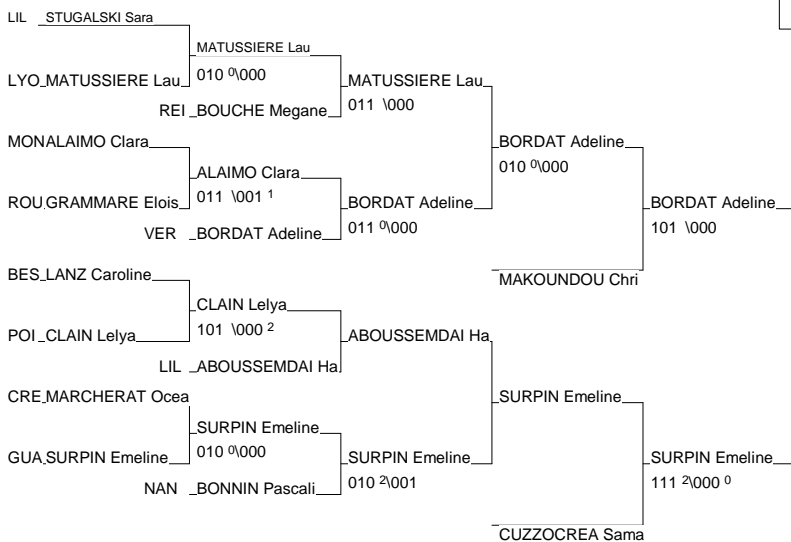 LIL STUGALSKI Sara
MATUSSIERE Lau
LYO MATUSSIERE Lau 010 0\000 MATUSSIERE Lau
REI BOUCHE Megane 011 \000
MONALAIMO Clara BORDAT Adeline
010 0\000
ALAIMO Clara
ROU GRAMMARE Elois 011 \001 1 BORDAT Adeline BORDAT Adeline
VER BORDAT Adeline 011 0\000 101 \000
BES LANZ Caroline MAKOUNDOU Chri
CLAIN Lelya
POI CLAIN Lelya 101 \000 2 ABOUSSEMDAI Ha
LIL ABOUSSEMDAI Ha
CRE MARCHERAT Ocea SURPIN Emeline
SURPIN Emeline
GUA SURPIN Emeline 010 0\000 SURPIN Emeline SURPIN Emeline
NAN BONNIN Pascali 010 2\001 111 2\000 0
CUZZOCREA Sama